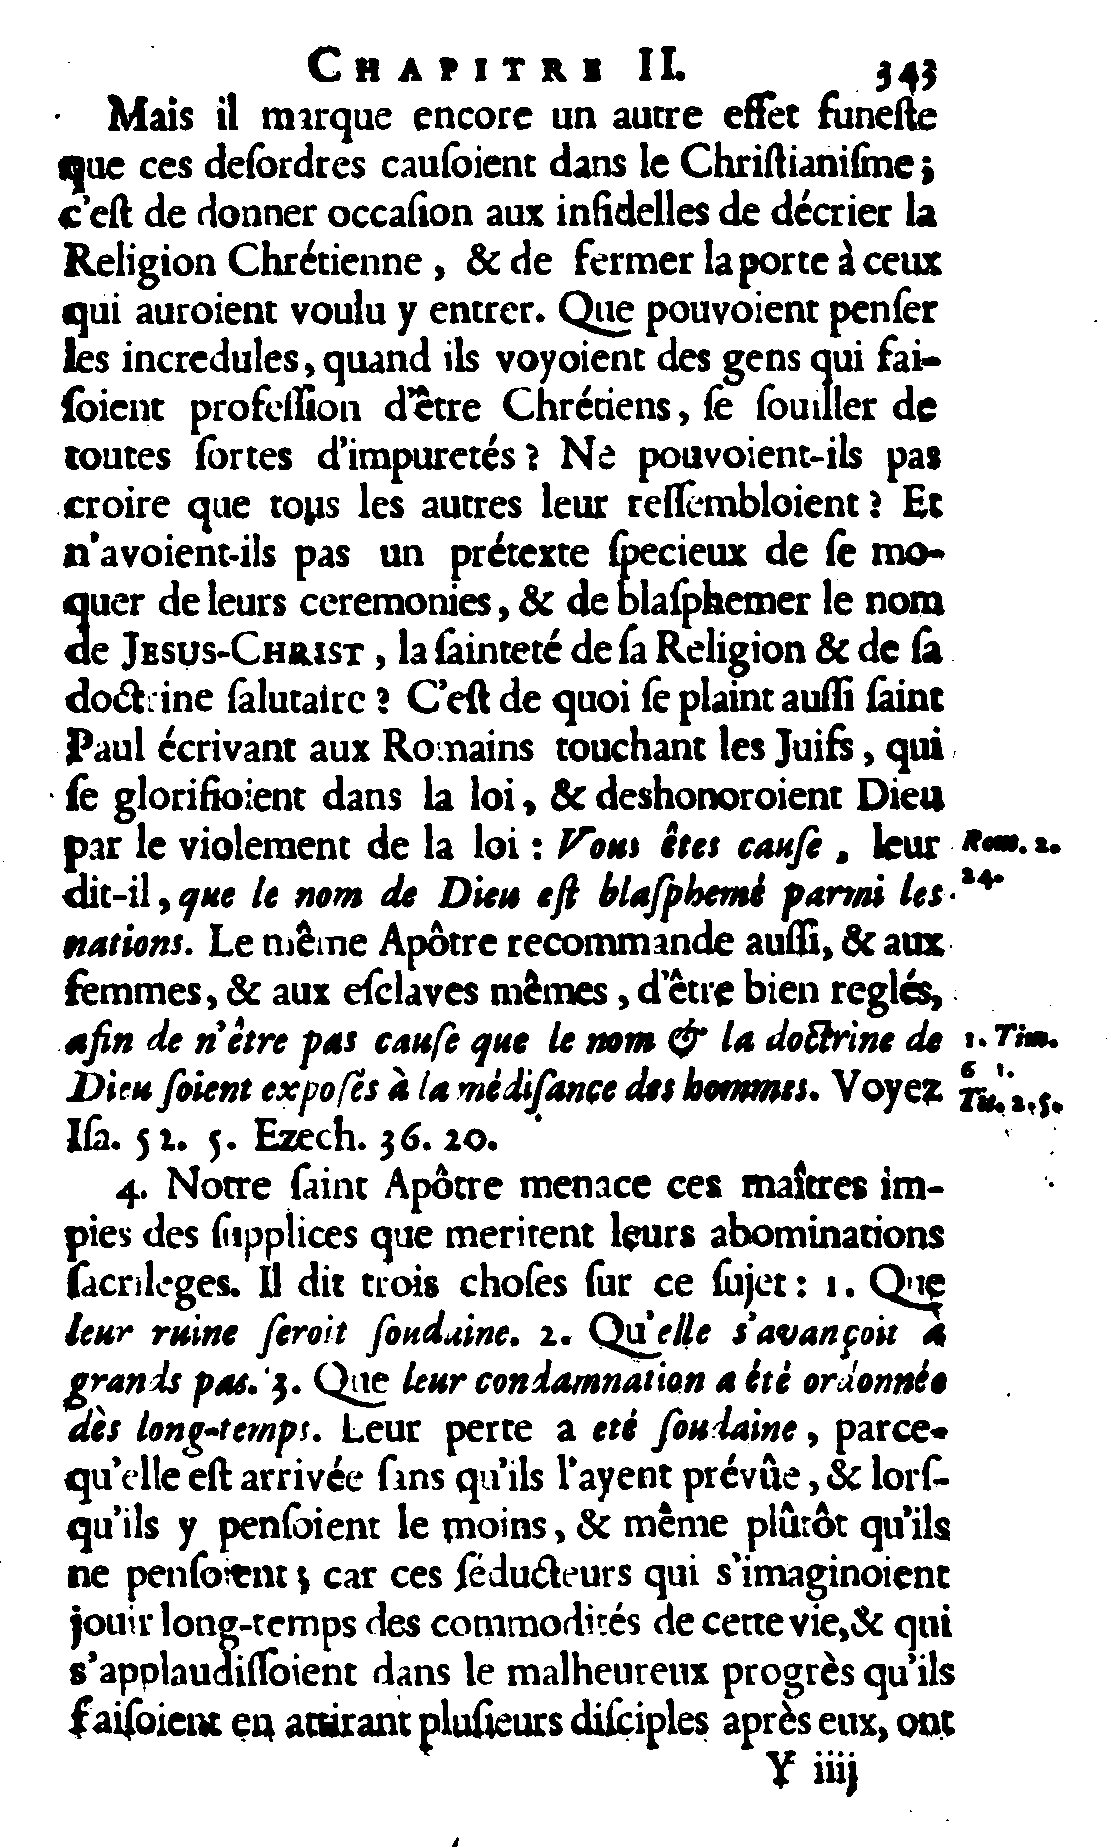 CHAPITRE II. 343
Mais il marque encore un autre effet funeſte
que ces deſordres cauſoient dans le Chriſtianiſme;
c'eſt de donner occaſion aux infidelles de décrier la
Religion Chrétienne, & de fermer la porte à ceux
qui auroient voulu y entrer. Que pouvoient penſer
les incredules, quand ils voyoient des gens qui fai-
ſoient profeſſion d'être Chrétiens, ſe ſouiller de
toutes ſortes d'impuretés ? Ne pouvoient-ils pas
croire que tous les autres leur reſſembloient ? Et
n'avoient-ils pas un prétexte ſpecieux de ſe mo-
quer de leurs ceremonies, & de blaſphemer le nom
de JESUS-CHRIST, la ſainteté de ſa Religion & de ſa
doctrine ſalutaire ? C'eſt de quoi ſe plaint auſſi ſaint
Paul écrivant aux Romains touchant les Juifs, qui
ſe glorifioient dans la loi, & deshonoroient Dieu
par le violement de la loi : Vous êtes cauſe, leur
dit-il, que le nom de Dieu eſt blaſphemé parmi les
nations. Le même Apôtre recommande auſſi, & aux
femmes, & aux eſclaves mêmes, d'être bien reglés,
afin de n'être pas cauſe que le nom & la doctrine de
Dieu ſoient expoſés à la médiſance des hommes. Voyez
Iſa. 52. 5. Ezech. 36. 20.
Rom. 2.
24.
1. Tim.
6 1.
Tit. 2. 5.
4. Notre ſaint Apôtre menace ces maîtres im-
pies des ſupplices que meritent leurs abominations
ſacrileges. Il dit trois choſes ſur ce ſujet : 1. Que
leur ruine ſeroit ſoudaine. 2. Qu'elle s'avançoit à
grands pas. 3. Que leur condamnation a été ordonnée
dès long-temps. Leur perte a eté ſoudaine, parce-
qu'elle eſt arrivée ſans qu'ils l'ayent prévûe, & lorſ-
qu'ils y penſoient le moins, & même plûtôt qu'ils
ne penſoient ; car ces ſéducteurs qui s'imaginoient
jouir long-temps des commodités de cette vie, & qui
s'applaudiſſoient dans le malheureux progrès qu'ils
faiſoient en attirant pluſieurs diſciples après eux, ont
Y iiij